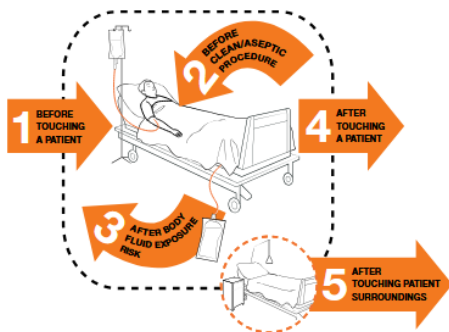 1
BEFORE
TOUCHING
A PATIENT
2
BEFORE
CLEAN/ASEPTIC
PROCEDURE
3
AFTER BODY
FLUID EXPOSURE
RISK
4
AFTER
TOUCHING
A PATIENT
5
AFTER
TOUCHING PATIENT
SURROUNDINGS